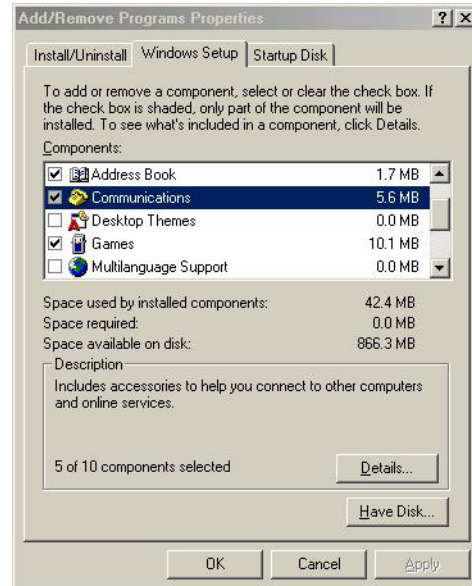 Add/Remove Programs Properties
Install/Uninstall Windows Setup Startup Disk
To add or remove a component, select or clear the check box. If
the check box is shaded, only part of the component will be
installed. To see what's included in a component, click Details.
Components:
Address Book 1.7 MB
Communications 5.6 MB
Desktop Themes 0.0 MB
Games 10.1 MB
Multilanguage Support 0.0 MB
Space used by installed components: 42.4 MB
Space required: 0.0 MB
Space available on disk: 866.3 MB
Description
Includes accessories to help you connect to other computers
and online services.
5 of 10 components selected
Details...
Have Disk...
OK Cancel Apply